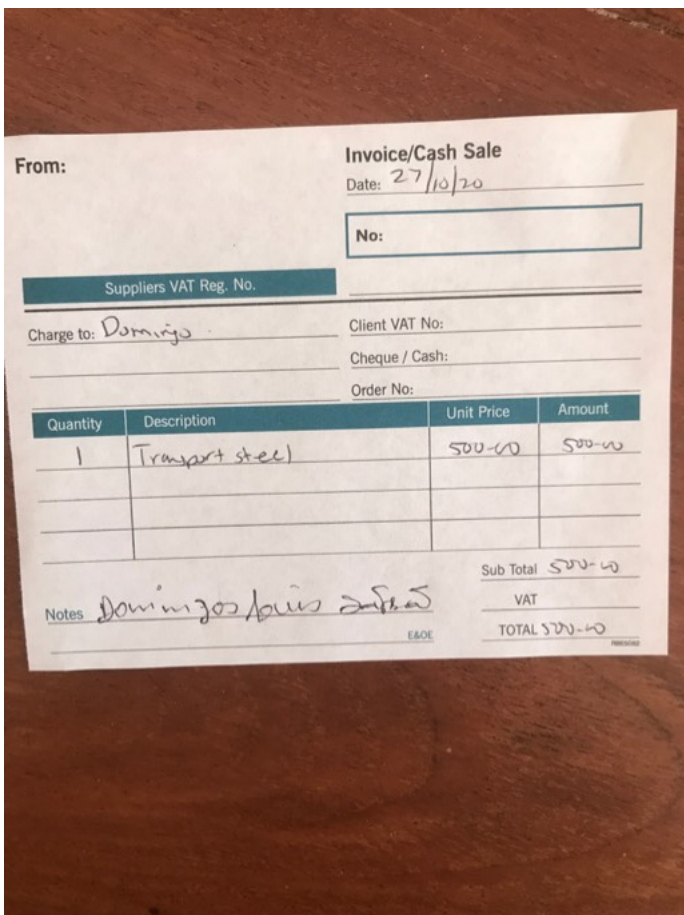 From:
Invoice/Cash Sale
Date: 27/10/20
No:
Suppliers VAT Reg. No.
Charge to: Domingo
Client VAT No:
Cheque / Cash:
Order No:
Quantity Description Unit Price Amount
1 Transport steel 500-00 500-00
Sub Total 500-00
Notes Domingos Luis
VAT
E&OE
TOTAL 500-00